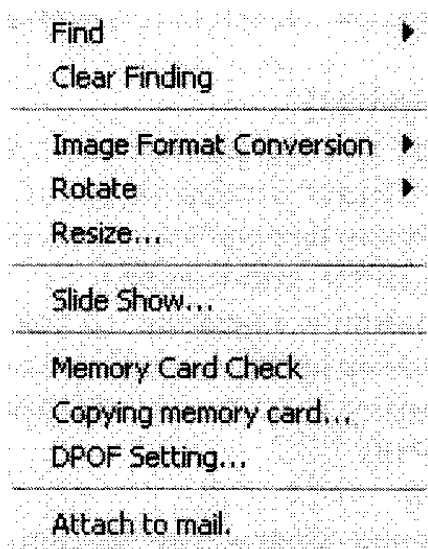 Find
Clear Finding
Image Format Conversion
Rotate
Resize...
Slide Show...
Memory Card Check
Copying memory card...
DPOF Setting...
Attach to mail.